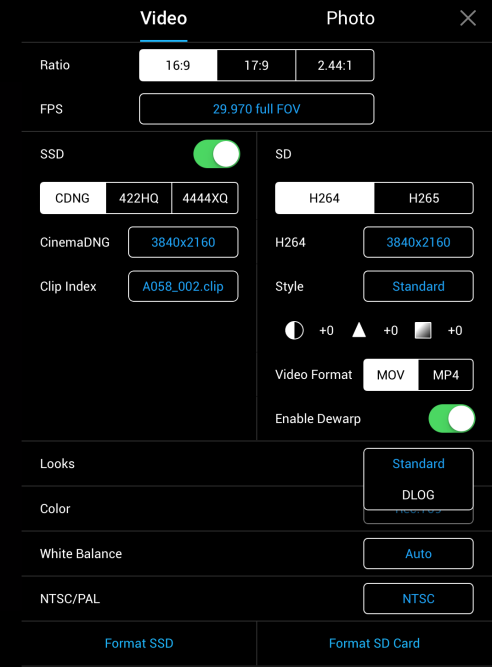 Video Photo
Ratio 16:9 17:9 2.44:1
FPS 29.970 full FOV
SSD SD
CDNG 422HQ 4444XQ H264 H265
CinemaDNG 3840x2160 H264 3840x2160
Clip Index A058_002.clip Style Standard
+0 +0 +0
Video Format MOV MP4
Enable Dewarp
Looks Standard
DLOG
Color
White Balance Auto
NTSC/PAL NTSC
Format SSD Format SD Card